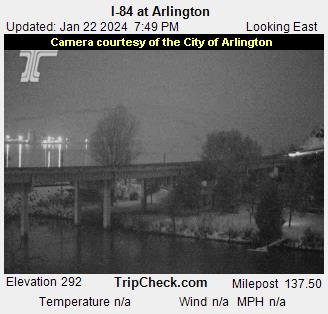 I-84 at Arlington
Updated: Jan 22 2024 7:49 PM Looking East
Camera courtesy of the City of Arlington
Elevation 292 TripCheck.com Milepost 137.50
Temperature n/a Wind n/a MPH n/a